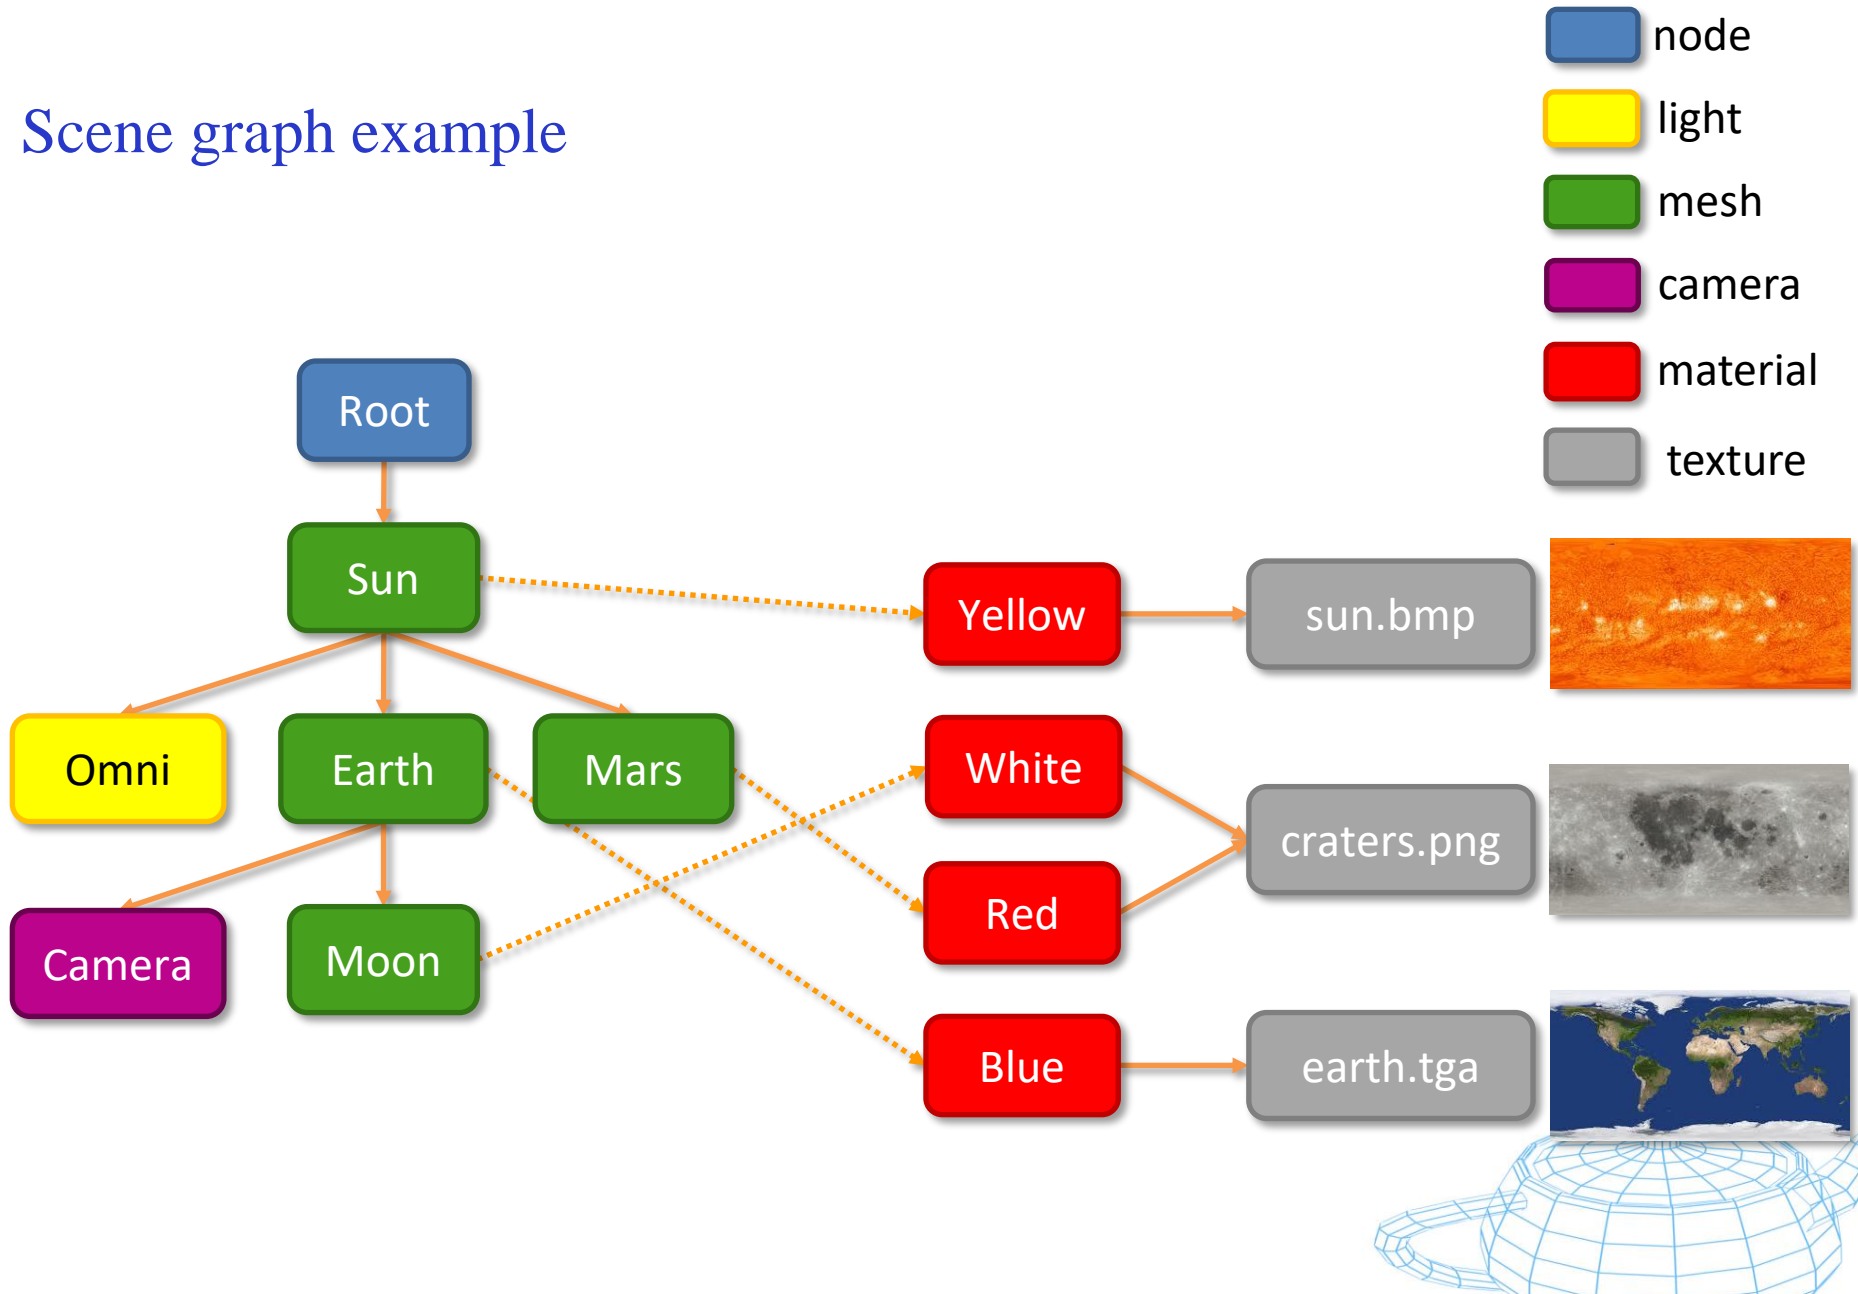 node
light
Scene graph example
mesh
camera
material
Root
texture
Sun
Yellow
sun.bmp
Omni
Earth
Mars
White
craters.png
Red
Camera
Moon
Blue
earth.tga